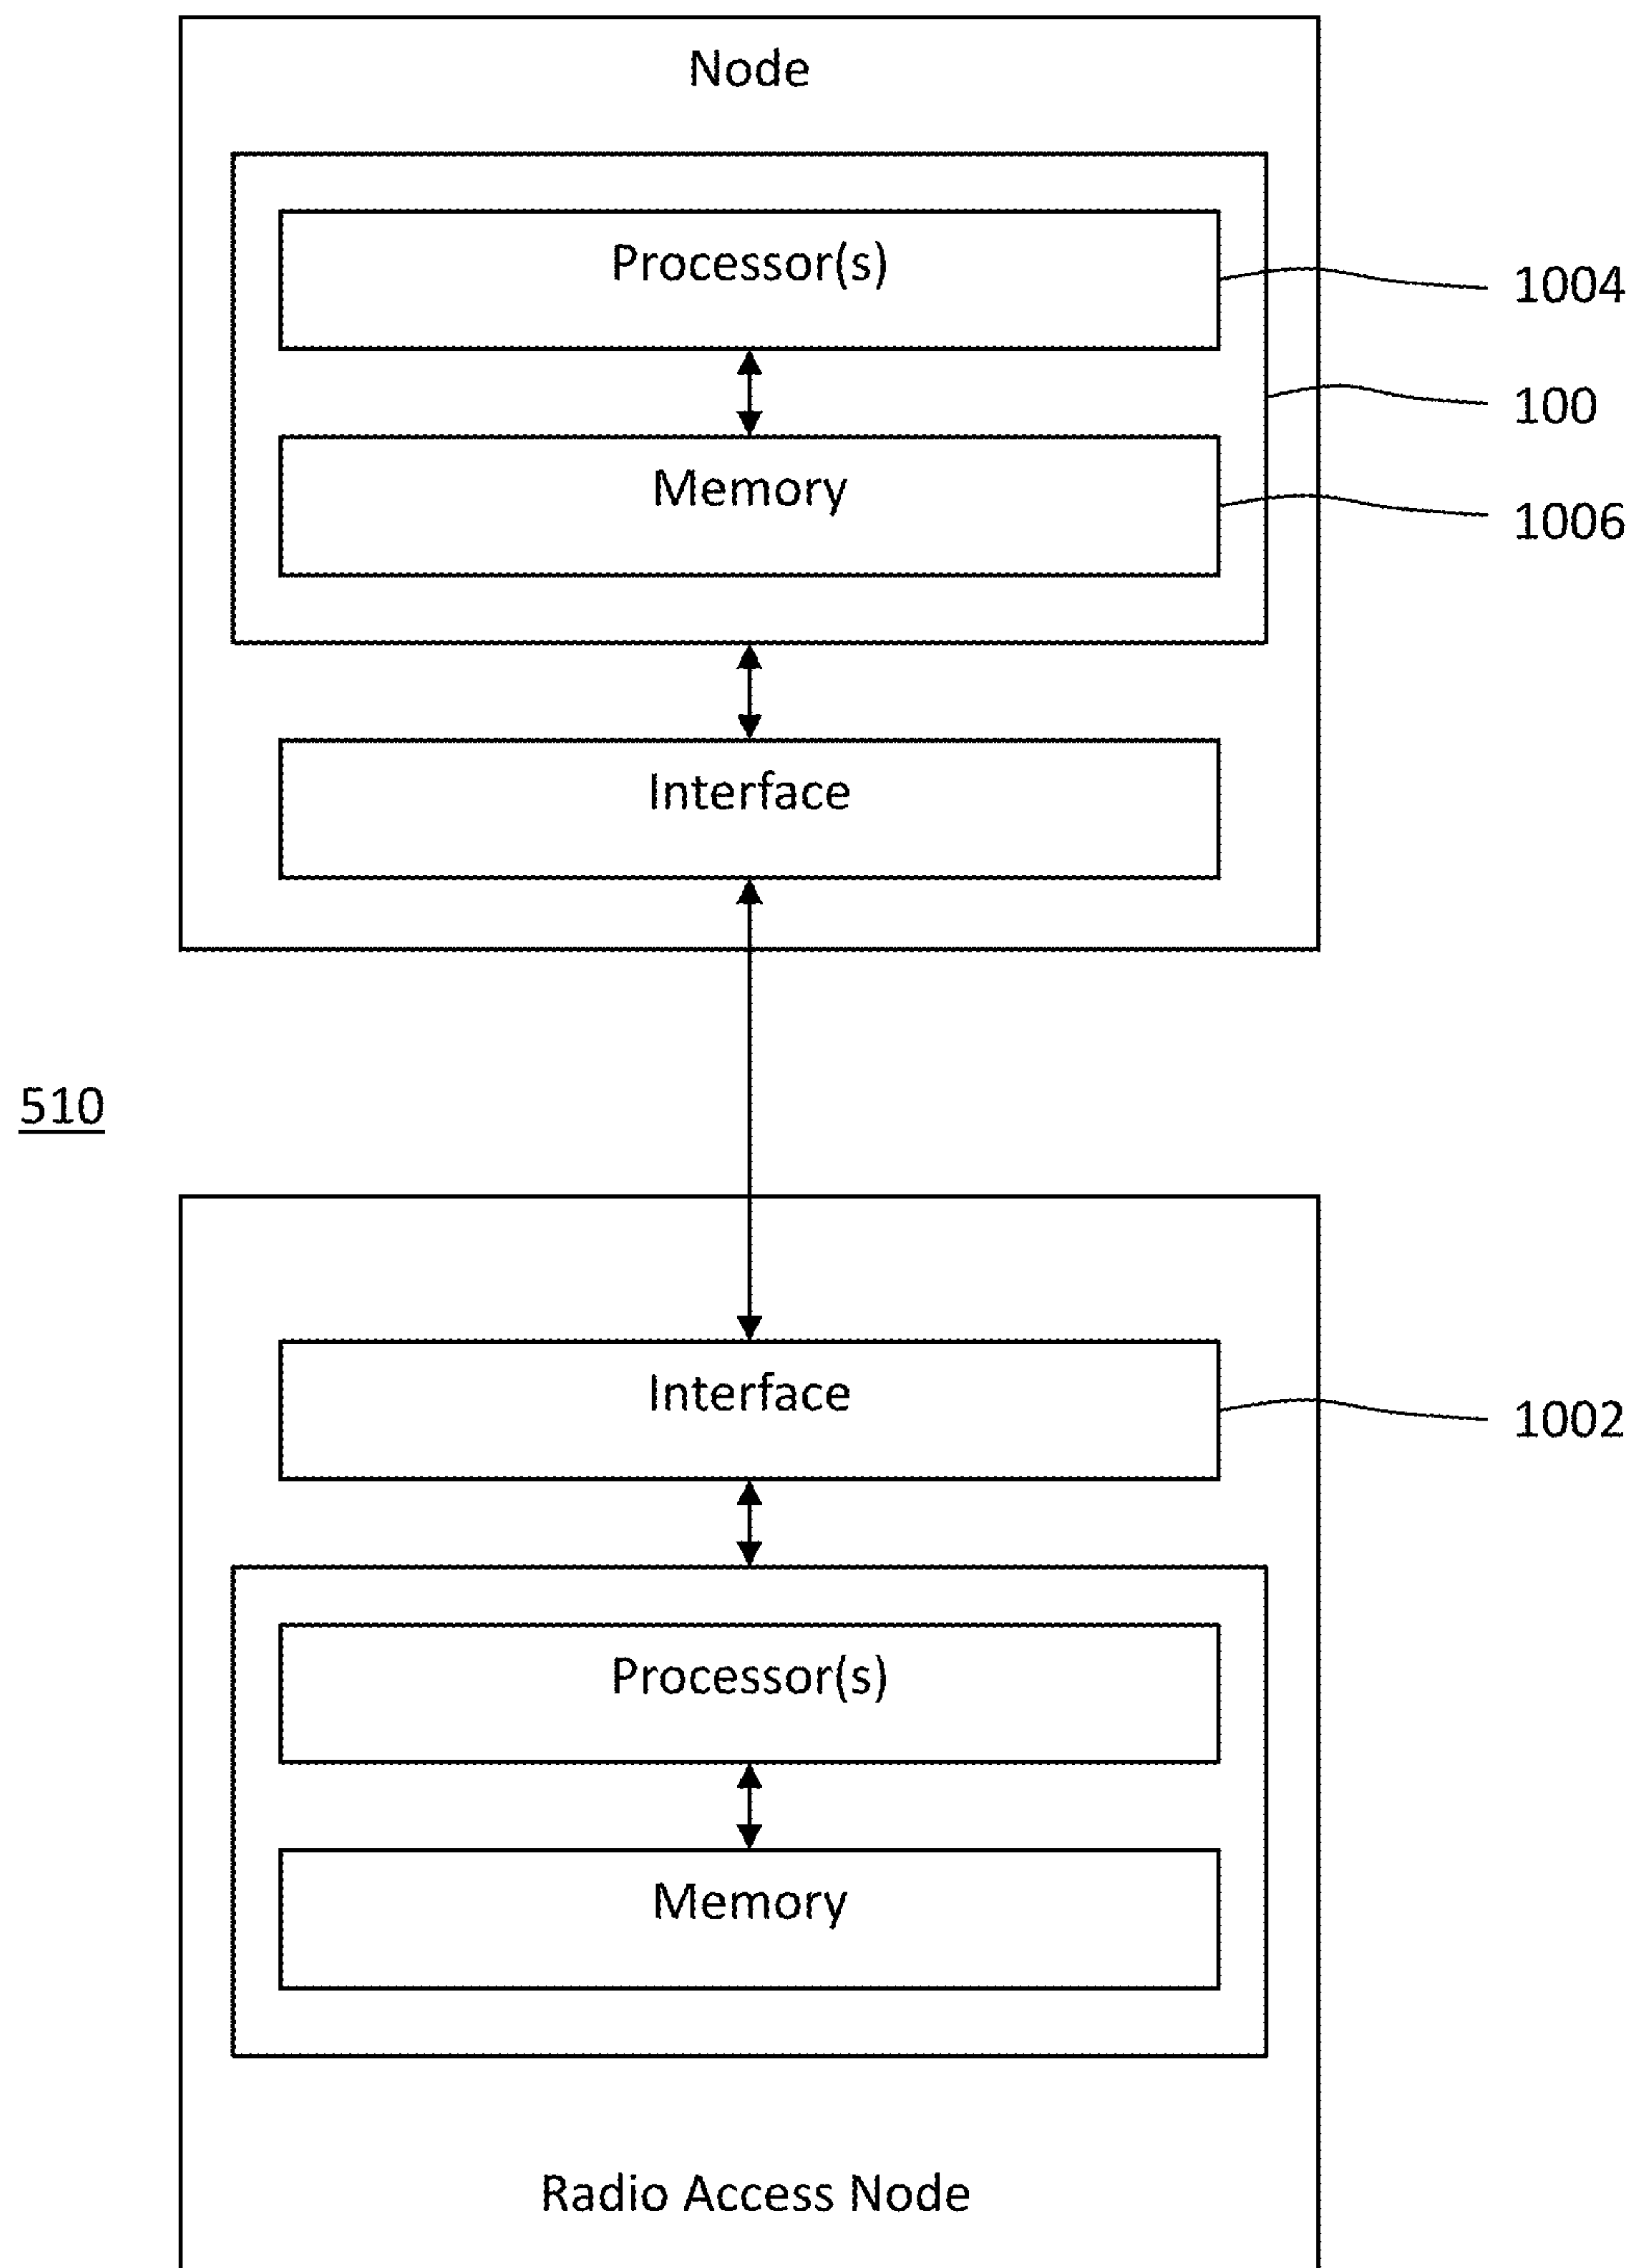 Node
Processor(s)
1004
100
Memory
1006
Interface
510
Interface
1002
Processor(s)
Memory
Radio Access Node